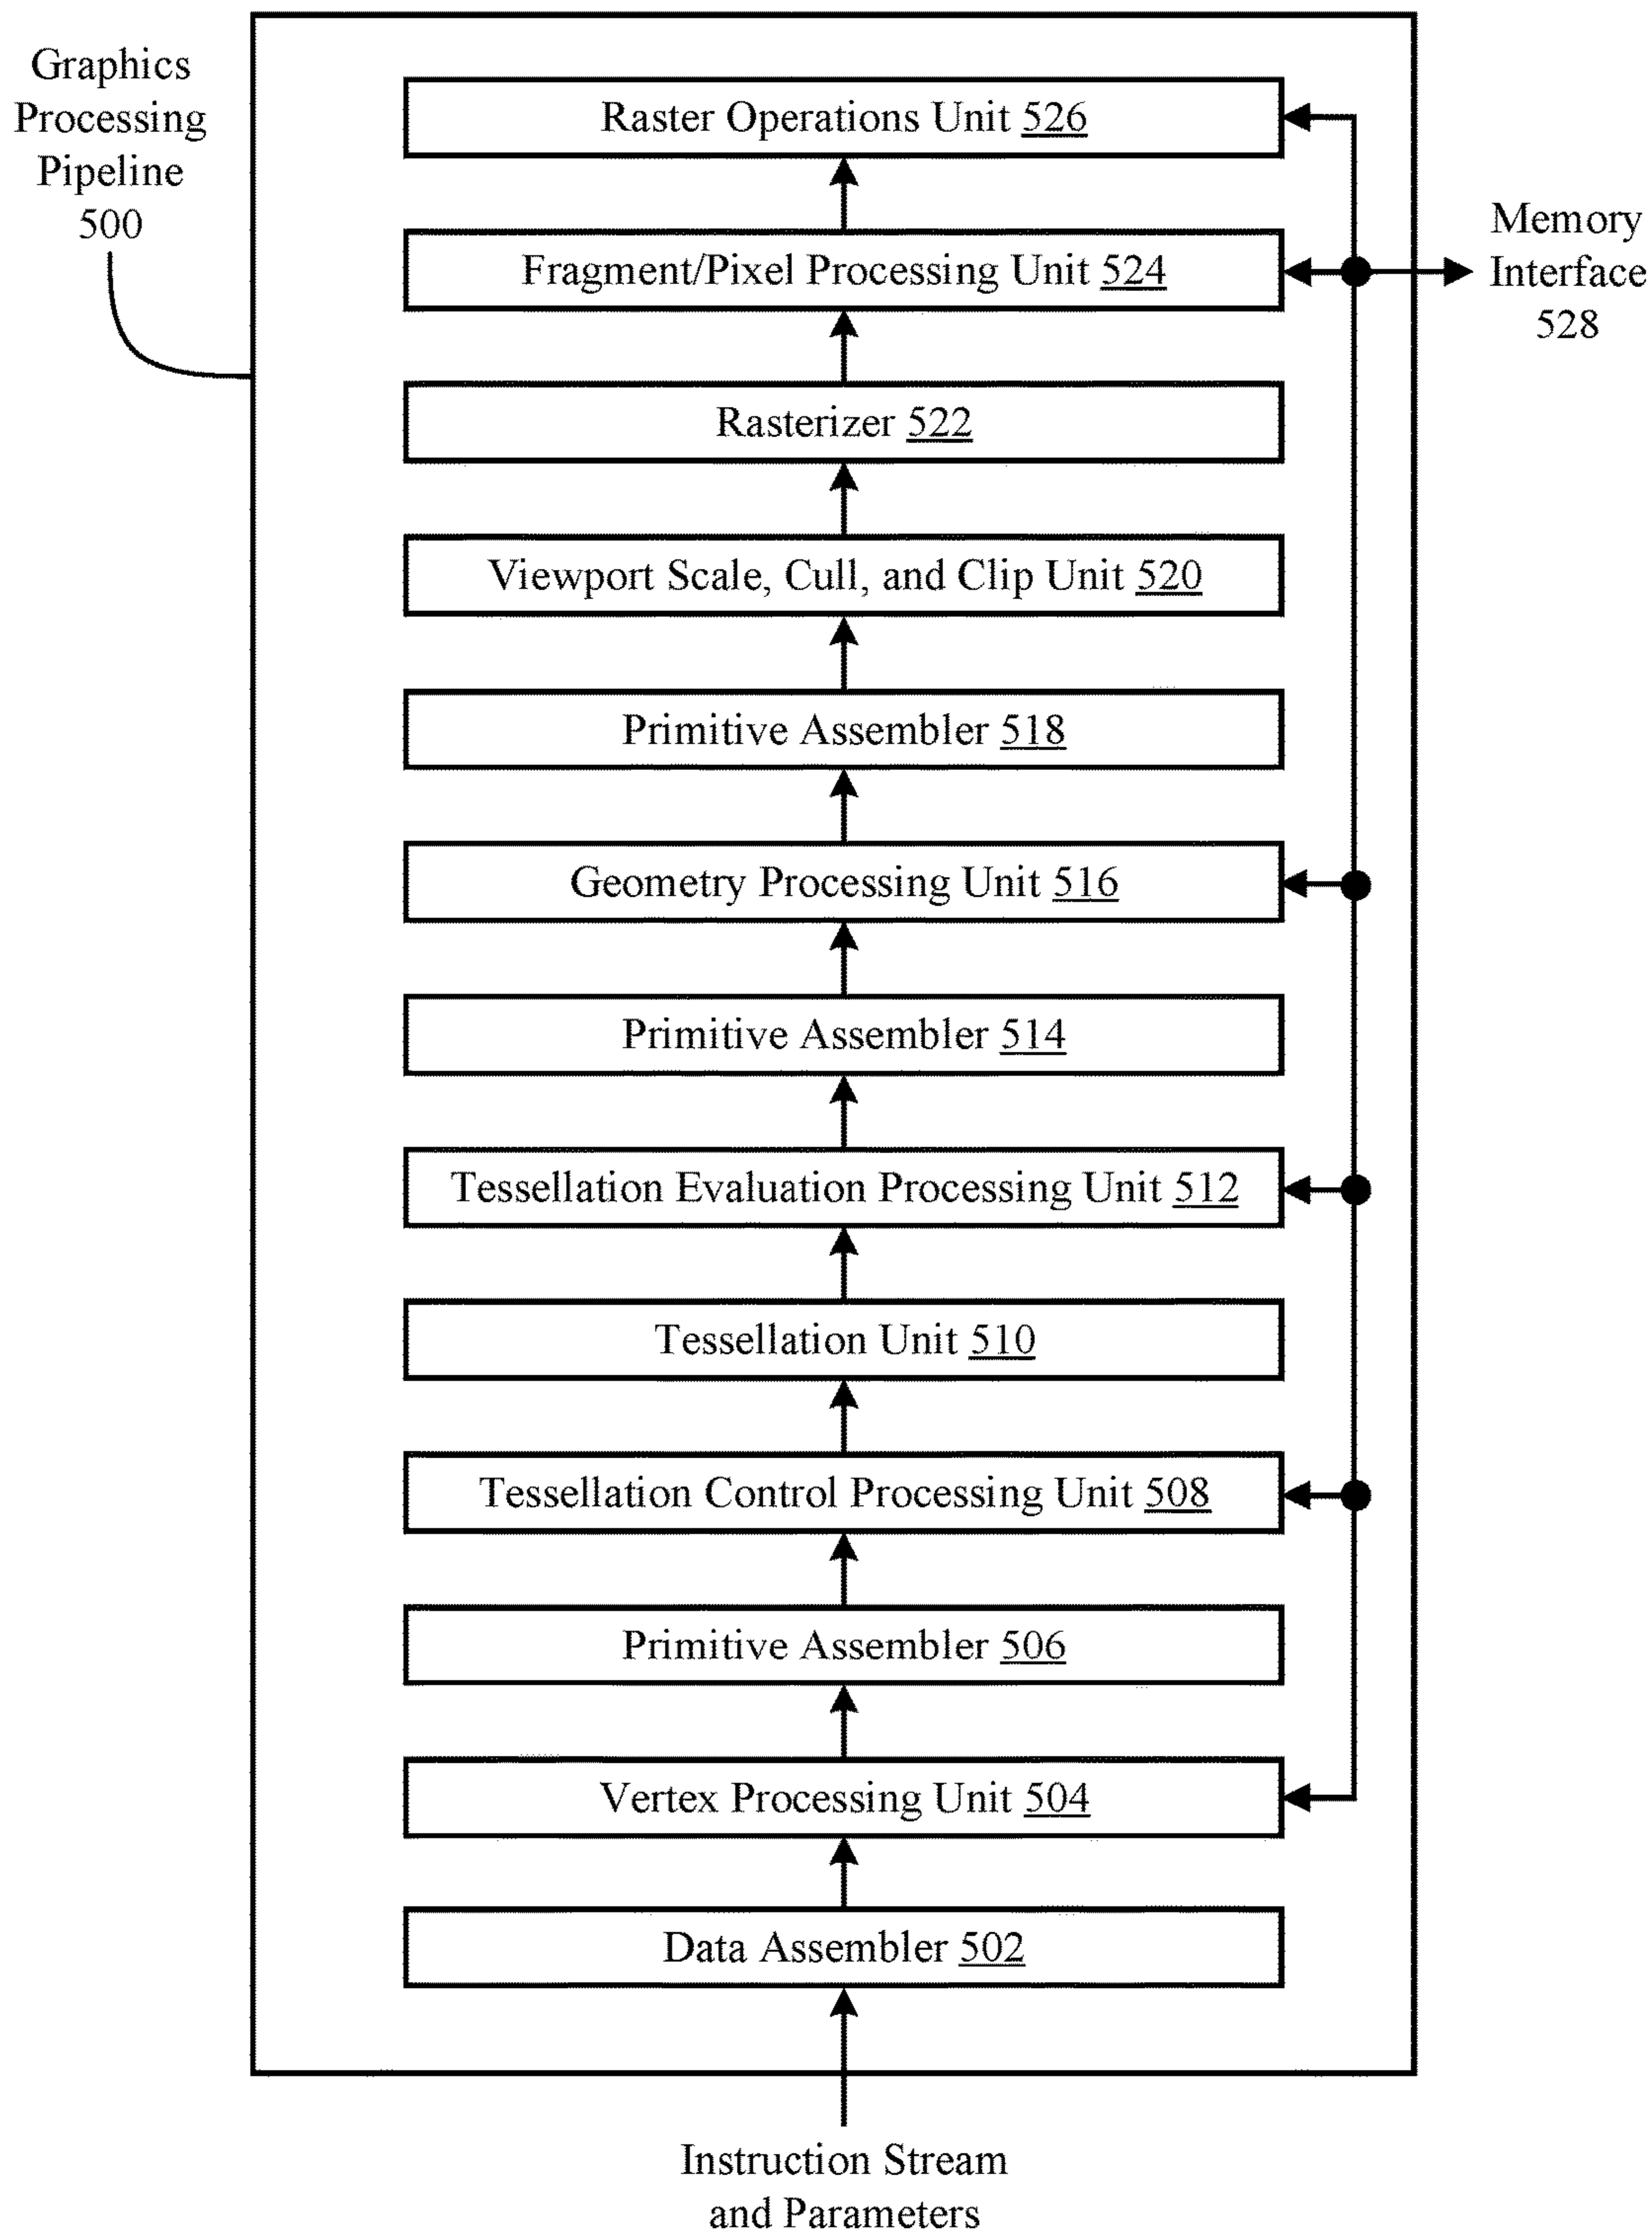 Graphics
Processing
Pipeline
500
Raster Operations Unit 526
Fragment/Pixel Processing Unit 524
Memory
Interface
528
Rasterizer 522
Viewport Scale, Cull, and Clip Unit 520
Primitive Assembler 518
Geometry Processing Unit 516
Primitive Assembler 514
Tessellation Evaluation Processing Unit 512
Tessellation Unit 510
Tessellation Control Processing Unit 508
Primitive Assembler 506
Vertex Processing Unit 504
Data Assembler 502
Instruction Stream
and Parameters